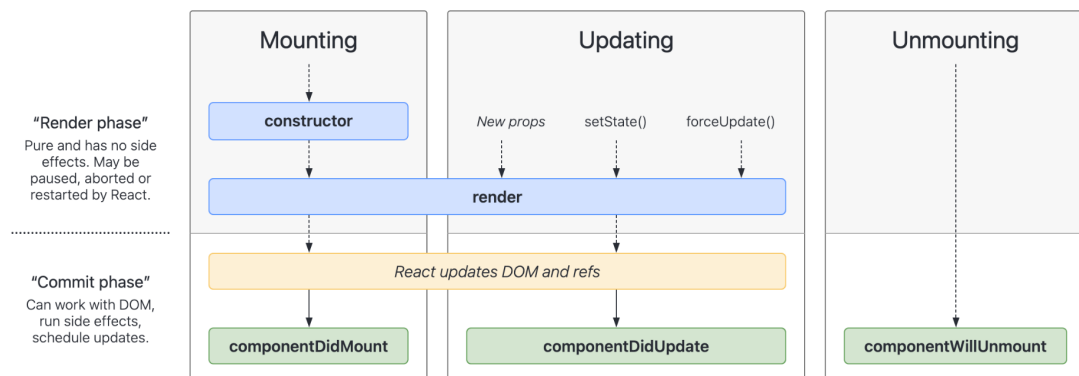 Mounting
Updating
Unmounting
“Render phase”
Pure and has no side
effects. May be
paused, aborted or
restarted by React.
constructor
New props
setState()
forceUpdate()
render
“Commit phase”
Can work with DOM,
run side effects,
schedule updates.
React updates DOM and refs
componentDidMount
componentDidUpdate
componentWillUnmount